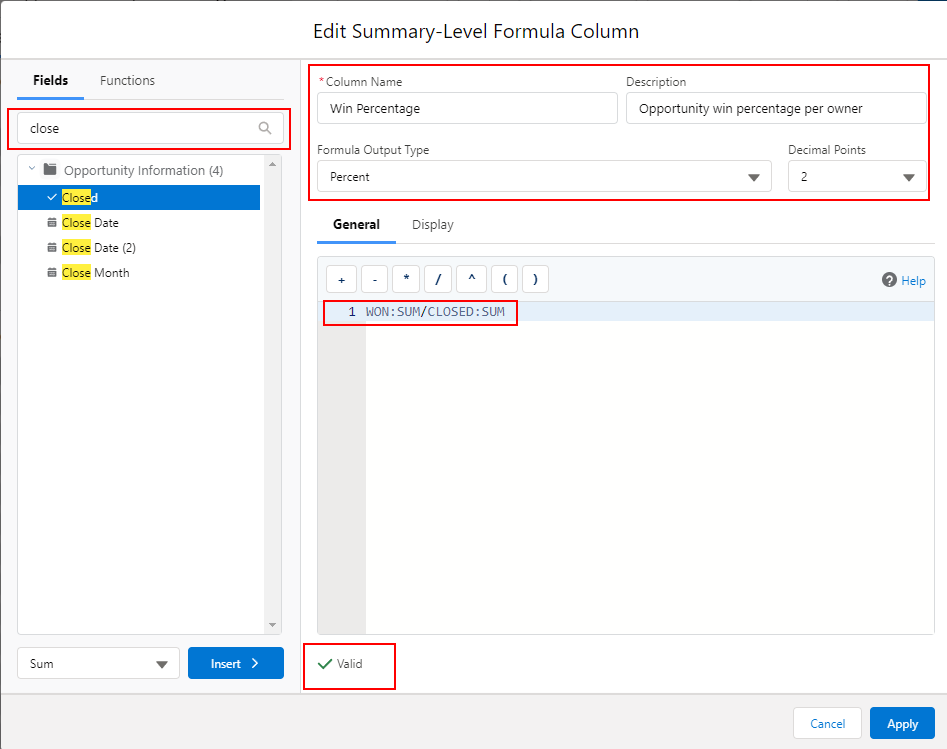 Edit Summary-Level Formula Column
Fields Functions
close
Opportunity Information (4)
Closed
Close Date
Close Date (2)
Close Month
Sum
Insert
*Column Name Description
Win Percentage Opportunity win percentage per owner
Formula Output Type Decimal Points
Percent 2
General Display
+ - * / ^ ( ) Help
1 WON:SUM/CLOSED:SUM
Valid
Cancel Apply